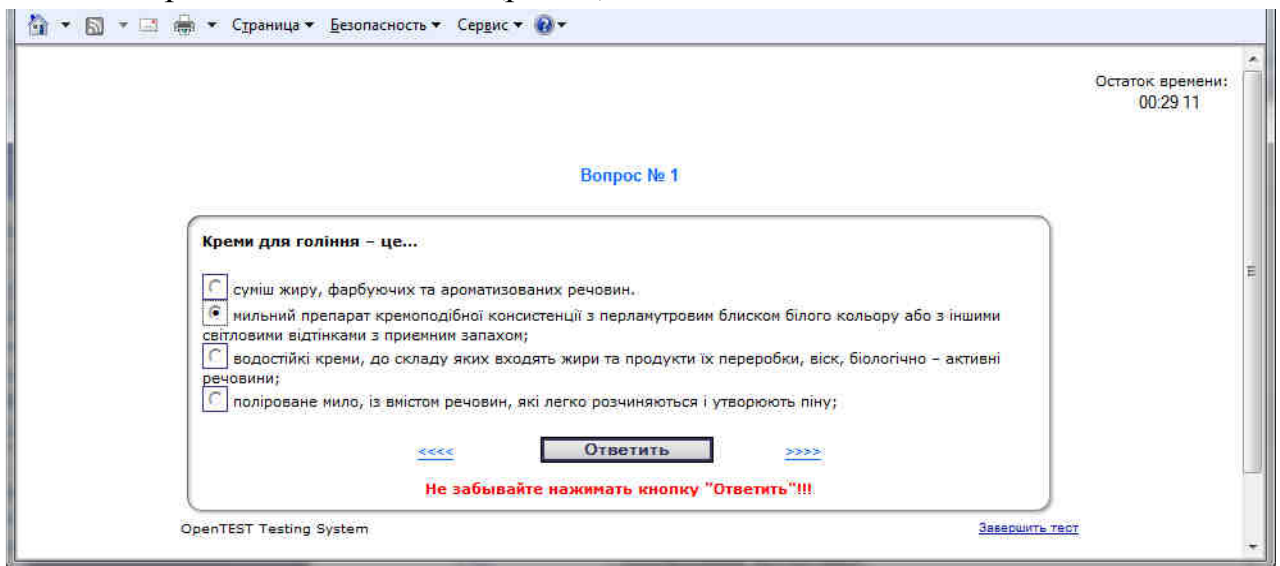 Страница Безопасность Сервис
Остаток времени:
00:29 11
Вопрос № 1
Креми для гоління – це...
суміш жиру, фарбуючих та ароматизованих речовин.
мильний препарат кремоподібної консистенції з перламутровим блиском білого кольору або з іншими
світловими відтінками з приємним запахом;
водостійкі креми, до складу яких входять жири та продукти їх переробки, віск, біологічно – активні
речовини;
поліроване мило, із вмістом речовин, які легко розчиняються і утворюють піну;
<<<< Ответить >>>>
Не забывайте нажимать кнопку "Ответить"!!!
OpenTEST Testing System Завершить тест